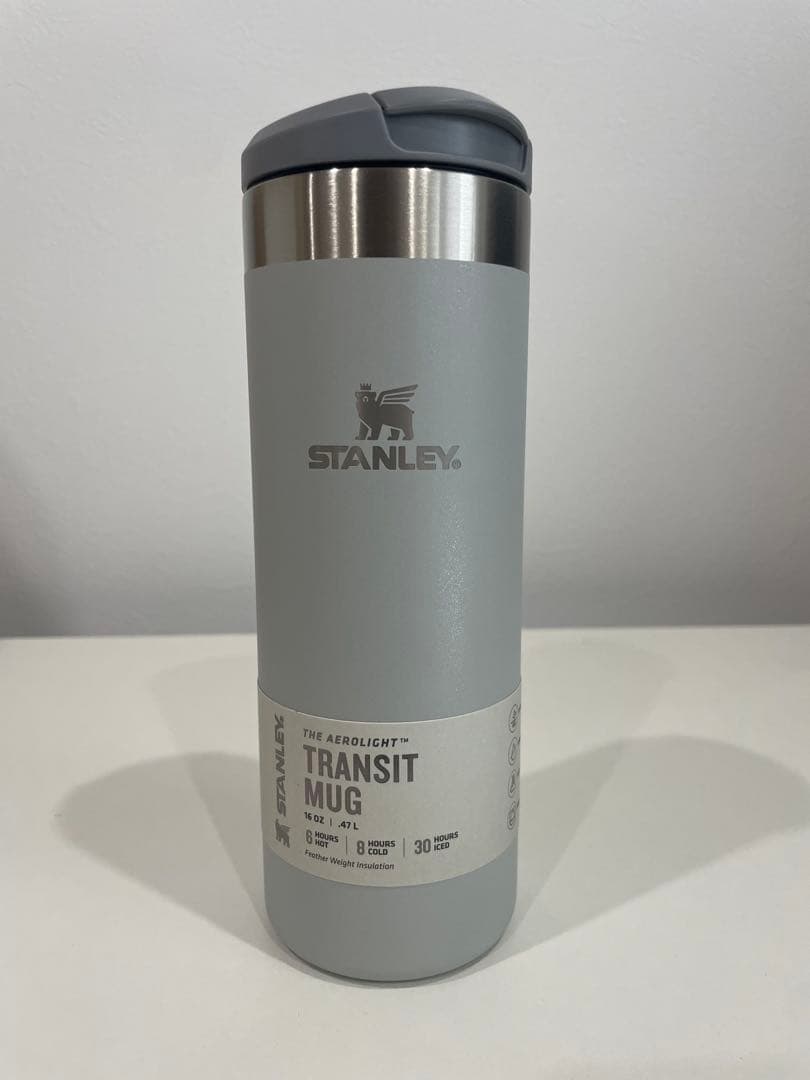 STANLEY®
STANLEY.
THE AEROLIGHT™
TRANSIT
MUG
16 OZ | .47 L
6 HOURS HOT | 8 HOURS COLD | 30 HOURS ICED
Feather Weight Insulation